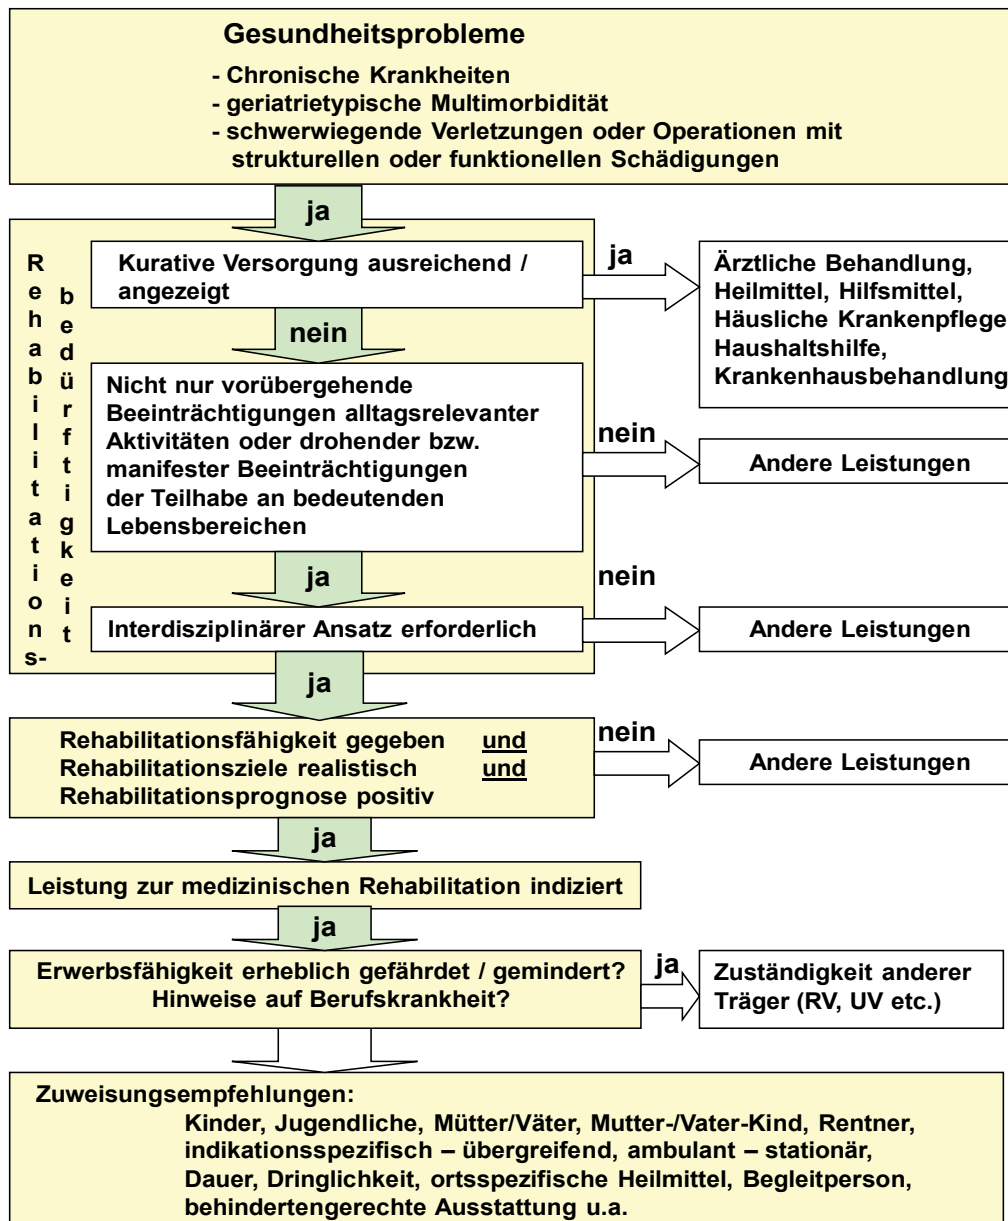 Gesundheitsprobleme
- Chronische Krankheiten
- geriatrietypische Multimorbidität
- schwerwiegende Verletzungen oder Operationen mit
strukturellen oder funktionellen Schädigungen
ja
Rehabilitations-
bedürftigkeit
Kurative Versorgung ausreichend /
angezeigt
ja
Ärztliche Behandlung,
Heilmittel, Hilfsmittel,
Häusliche Krankenpflege
Haushaltshilfe,
Krankenhausbehandlung
nein
Nicht nur vorübergehende
Beeinträchtigungen alltagsrelevanter
Aktivitäten oder drohender bzw.
manifester Beeinträchtigungen
der Teilhabe an bedeutenden
Lebensbereichen
nein
Andere Leistungen
ja
Interdisziplinärer Ansatz erforderlich
nein
Andere Leistungen
ja
Rehabilitationsfähigkeit gegeben und
Rehabilitationsziele realistisch und
Rehabilitationsprognose positiv
nein
Andere Leistungen
ja
Leistung zur medizinischen Rehabilitation indiziert
ja
Erwerbsfähigkeit erheblich gefährdet / gemindert?
Hinweise auf Berufskrankheit?
ja
Zuständigkeit anderer
Träger (RV, UV etc.)
Zuweisungsempfehlungen:
Kinder, Jugendliche, Mütter/Väter, Mutter-/Vater-Kind, Rentner,
indikationsspezifisch – übergreifend, ambulant – stationär,
Dauer, Dringlichkeit, ortsspezifische Heilmittel, Begleitperson,
behindertengerechte Ausstattung u.a.